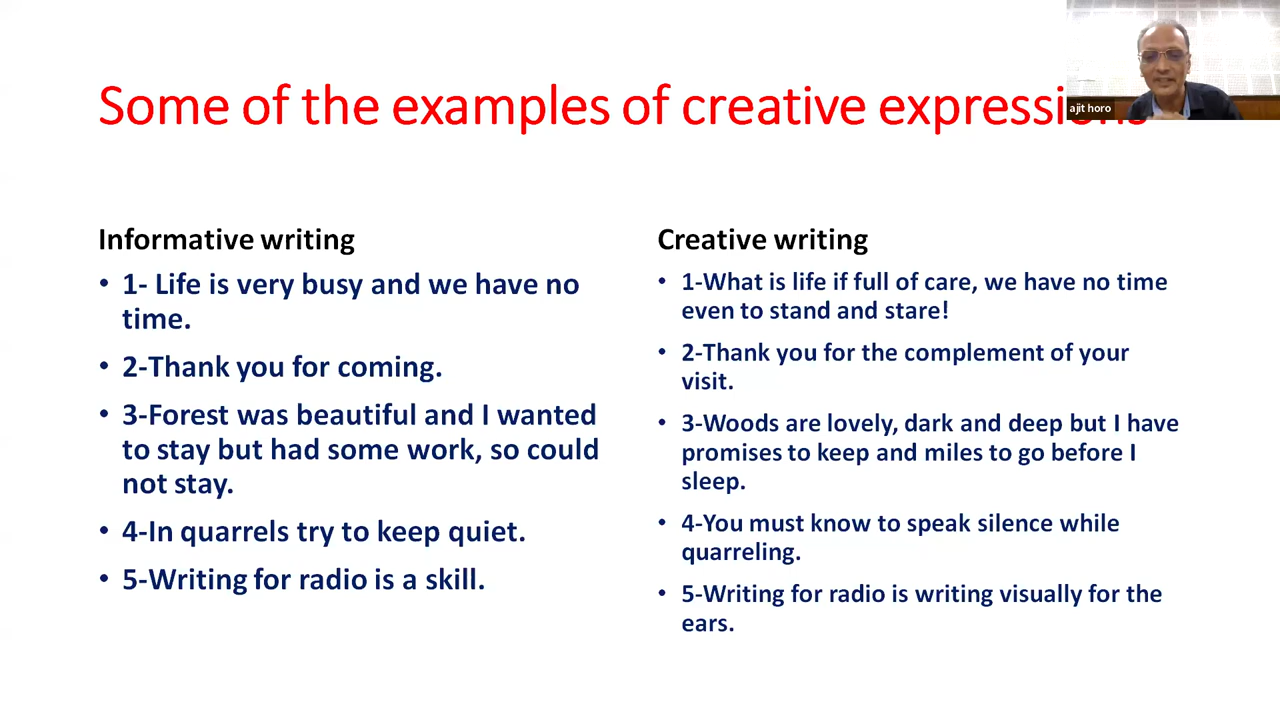 Some of the examples of creative expressions
ajit horo
Informative writing
• 1- Life is very busy and we have no
time.
• 2-Thank you for coming.
• 3-Forest was beautiful and I wanted
to stay but had some work, so could
not stay.
• 4-In quarrels try to keep quiet.
• 5-Writing for radio is a skill.
Creative writing
• 1-What is life if full of care, we have no time
even to stand and stare!
• 2-Thank you for the complement of your
visit.
• 3-Woods are lovely, dark and deep but I have
promises to keep and miles to go before I
sleep.
• 4-You must know to speak silence while
quarreling.
• 5-Writing for radio is writing visually for the
ears.